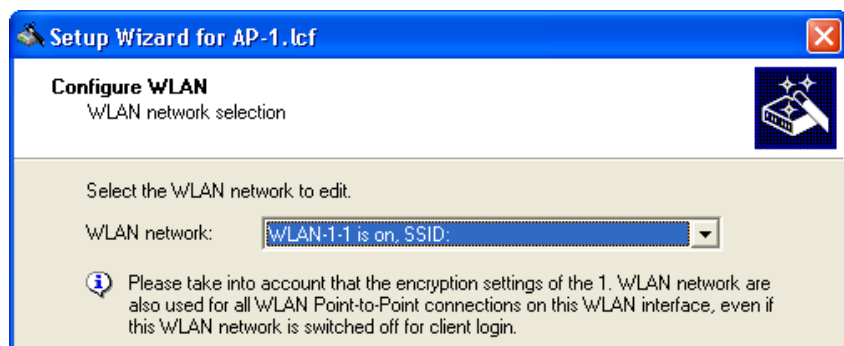 Setup Wizard for AP-1.lcf
Configure WLAN
WLAN network selection
Select the WLAN network to edit.
WLAN network: WLAN-1-1 is on, SSID:
Please take into account that the encryption settings of the 1. WLAN network are
also used for all WLAN Point-to-Point connections on this WLAN interface, even if
this WLAN network is switched off for client login.